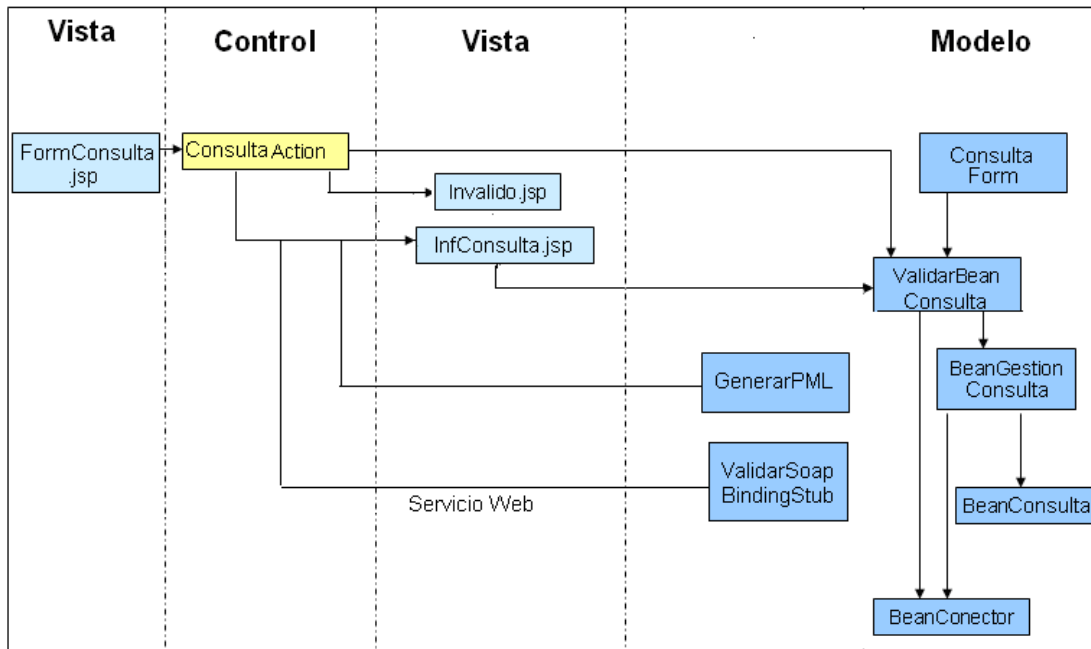 Vista
Control
Vista
Modelo
FormConsulta
.jsp
Consulta Action
Consulta
Form
Invalido.jsp
InfConsulta.jsp
ValidarBean
Consulta
GenerarPML
BeanGestion
Consulta
ValidarSoap
BindingStub
Servicio Web
BeanConsulta
BeanConector